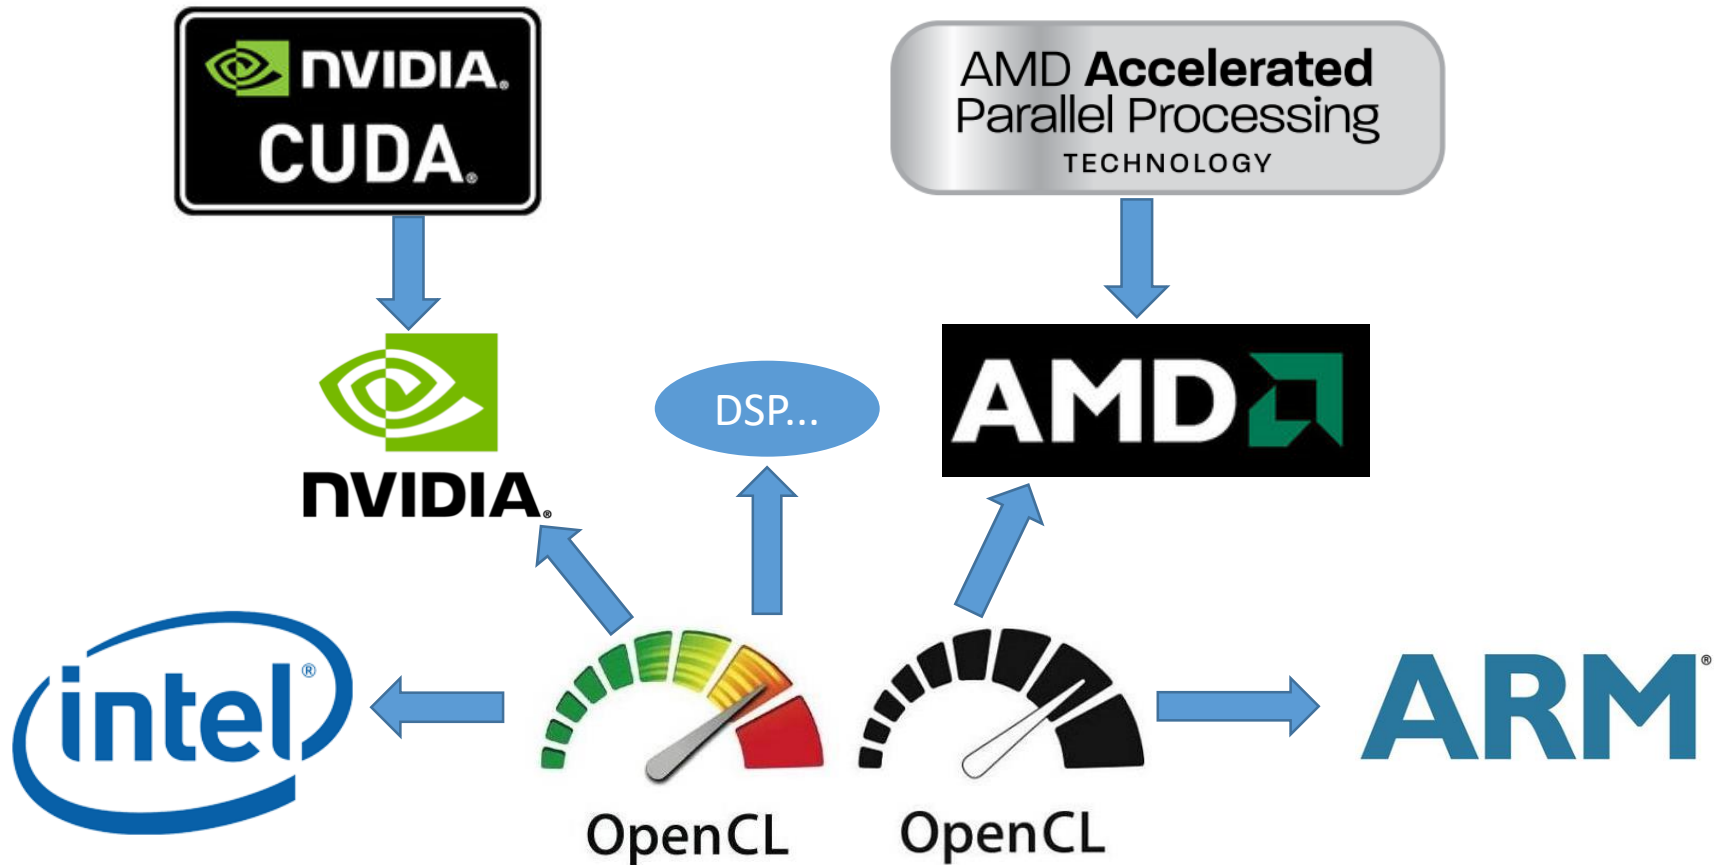 nVIDIA®
CUDA®
AMD Accelerated
Parallel Processing
TECHNOLOGY
nVIDIA®
DSP...
AMD
intel®
OpenCL
OpenCL
ARM®